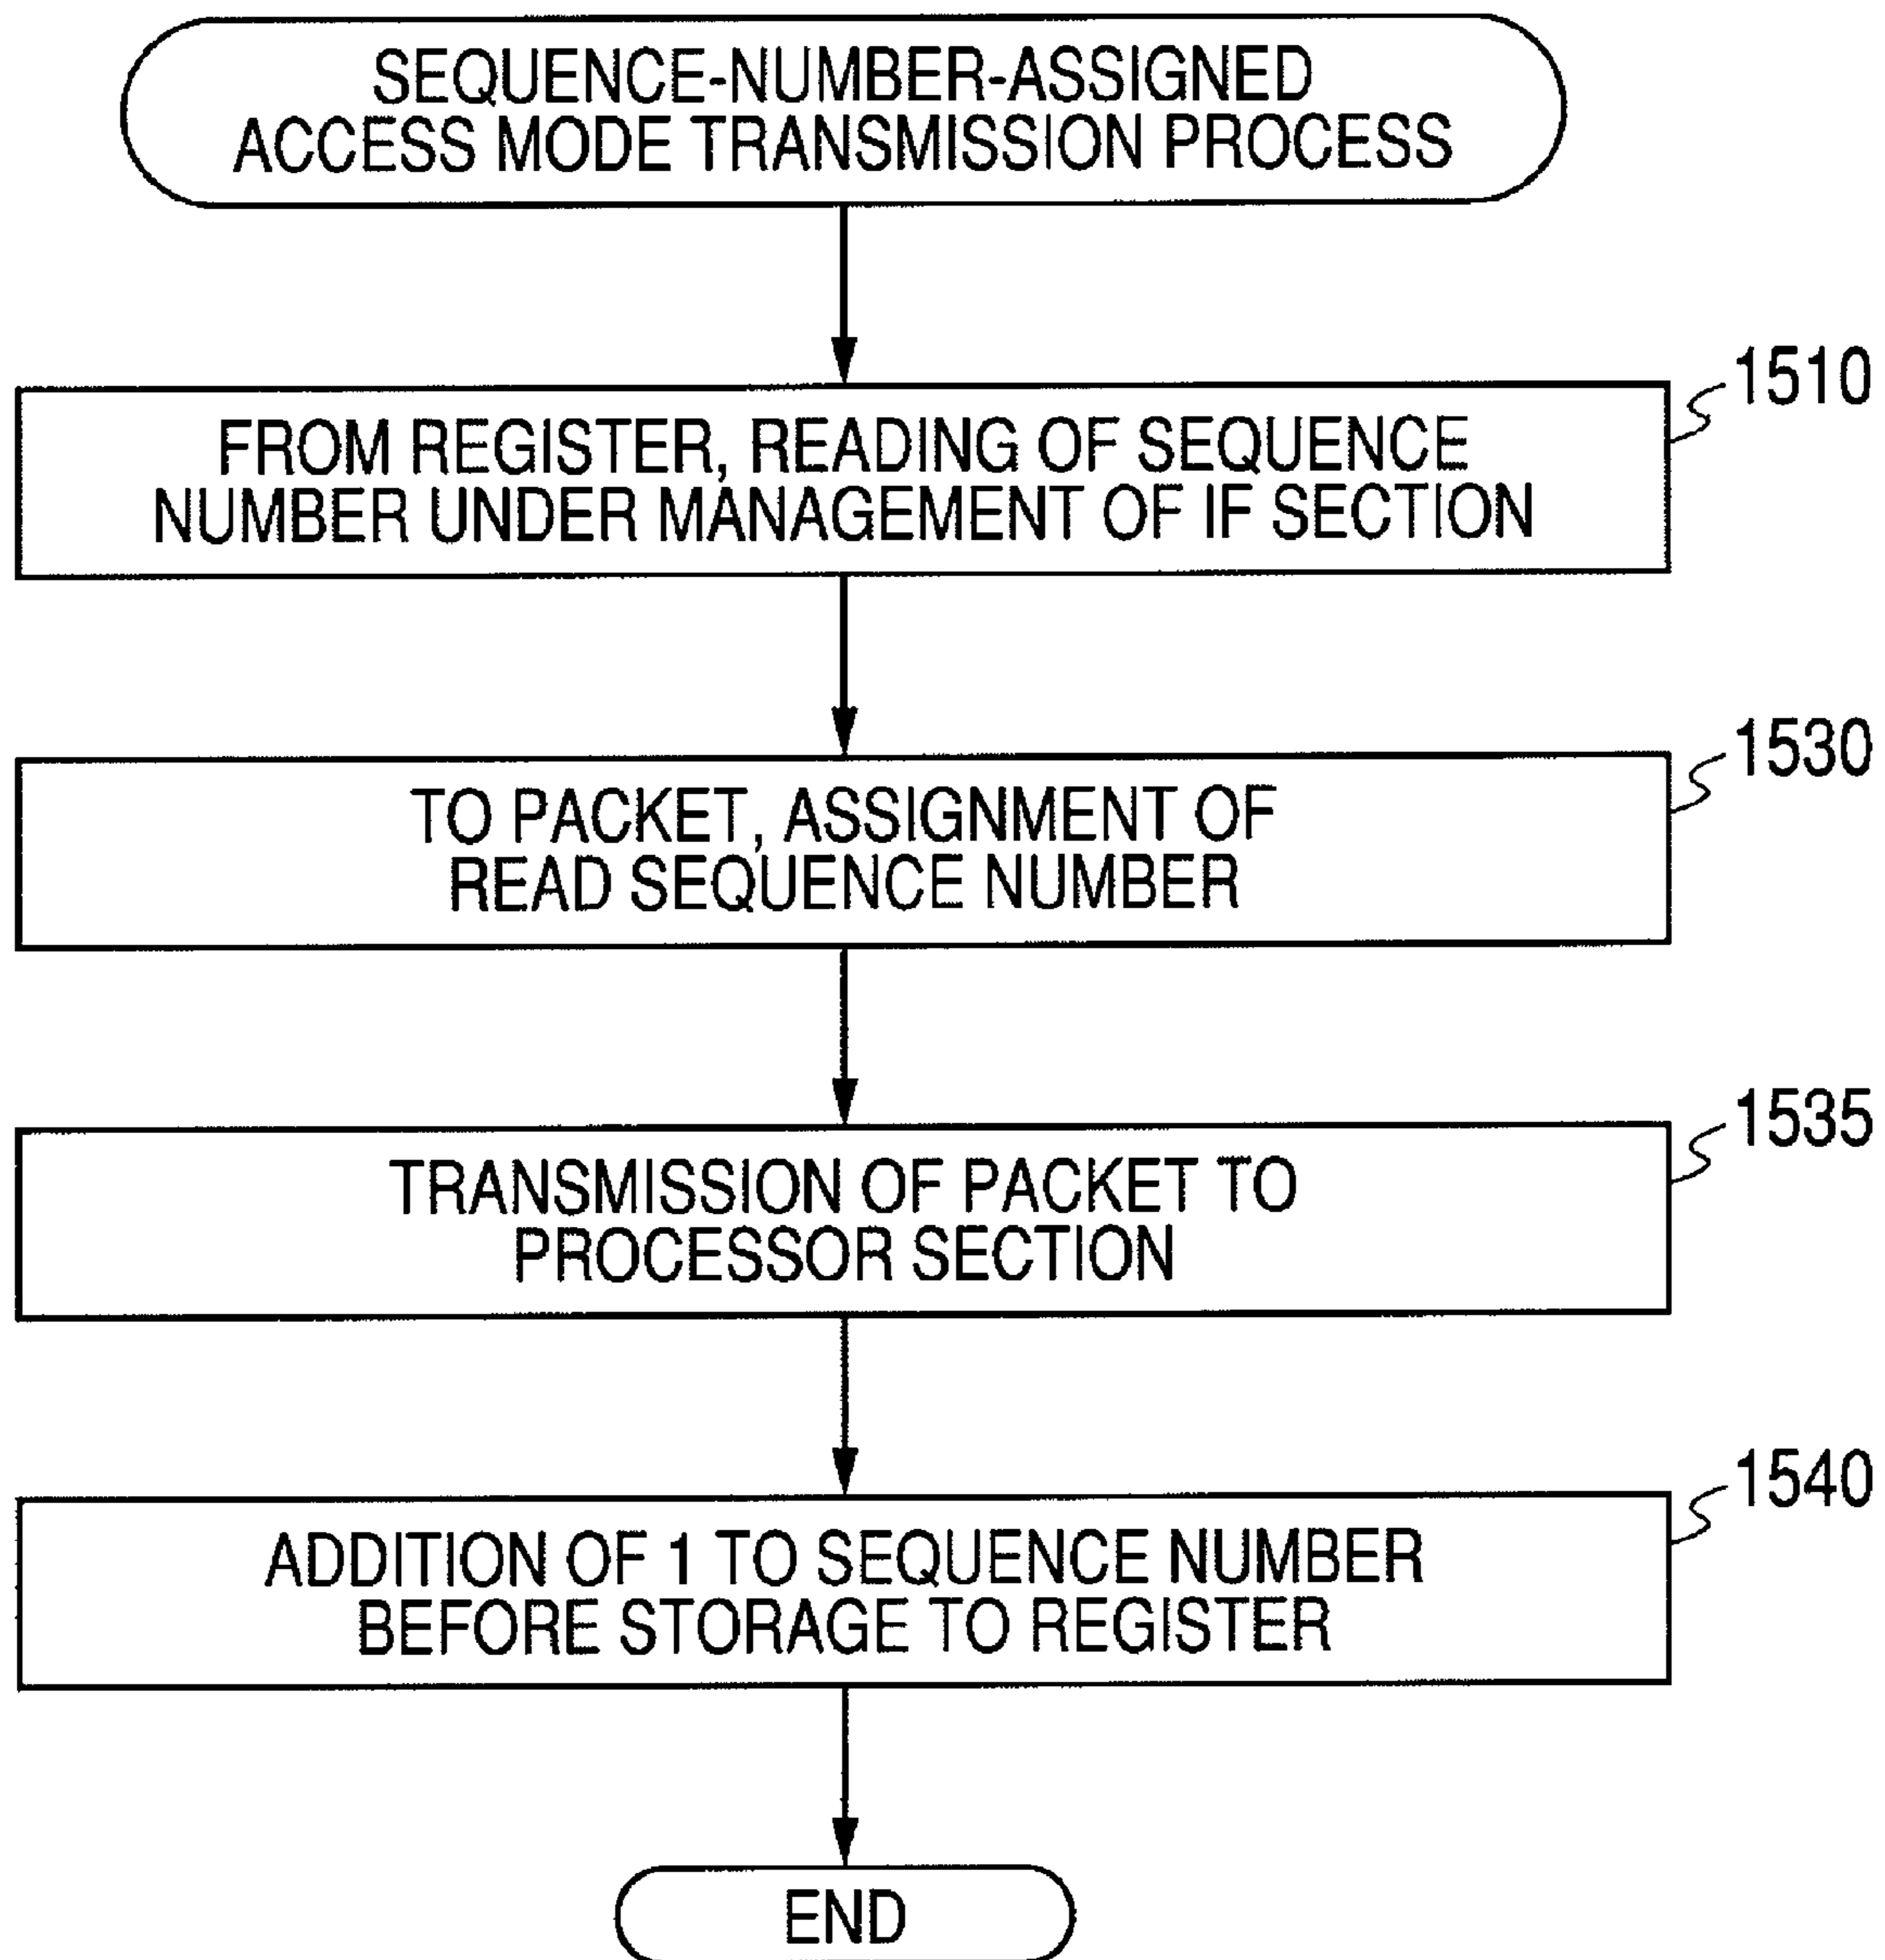 SEQUENCE-NUMBER-ASSIGNED
ACCESS MODE TRANSMISSION PROCESS
1510
FROM REGISTER, READING OF SEQUENCE
NUMBER UNDER MANAGEMENT OF IF SECTION
1530
TO PACKET, ASSIGNMENT OF
READ SEQUENCE NUMBER
1535
TRANSMISSION OF PACKET TO
PROCESSOR SECTION
1540
ADDITION OF 1 TO SEQUENCE NUMBER
BEFORE STORAGE TO REGISTER
END